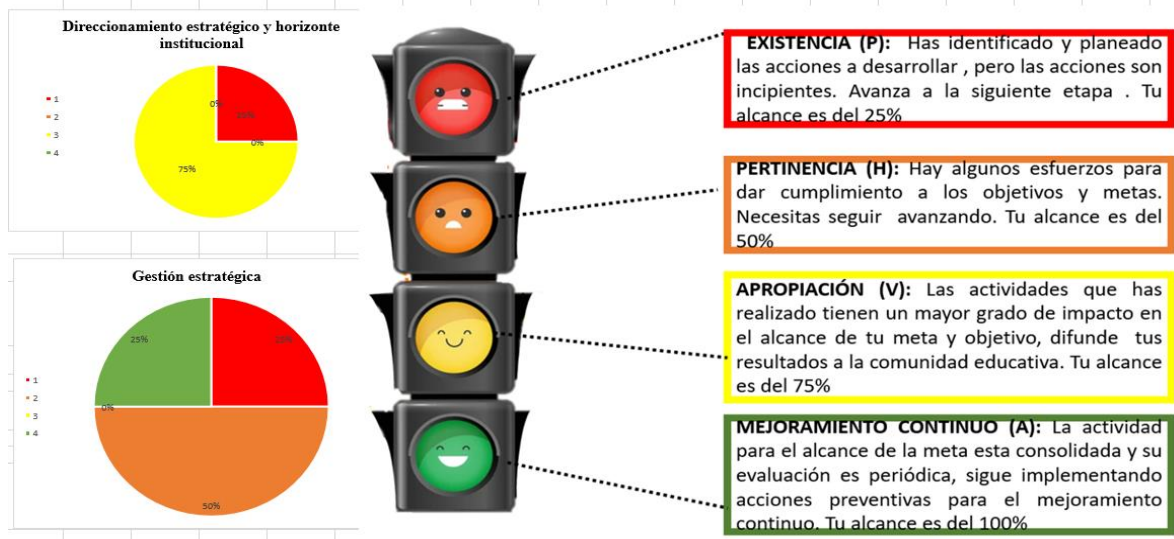 Direccionamiento estratégico y horizonte
institucional
0%
25%
0%
75%
1
2
3
4
Gestión estratégica
25%
25%
0%
50%
1
2
3
4
EXISTENCIA (P): Has identificado y planeado
las acciones a desarrollar , pero las acciones son
incipientes. Avanza a la siguiente etapa . Tu
alcance es del 25%
PERTINENCIA (H): Hay algunos esfuerzos para
dar cumplimiento a los objetivos y metas.
Necesitas seguir avanzando. Tu alcance es del
50%
APROPIACIÓN (V): Las actividades que has
realizado tienen un mayor grado de impacto en
el alcance de tu meta y objetivo, difunde tus
resultados a la comunidad educativa. Tu alcance
es del 75%
MEJORAMIENTO CONTINUO (A): La actividad
para el alcance de la meta esta consolidada y su
evaluación es periódica, sigue implementando
acciones preventivas para el mejoramiento
continuo. Tu alcance es del 100%